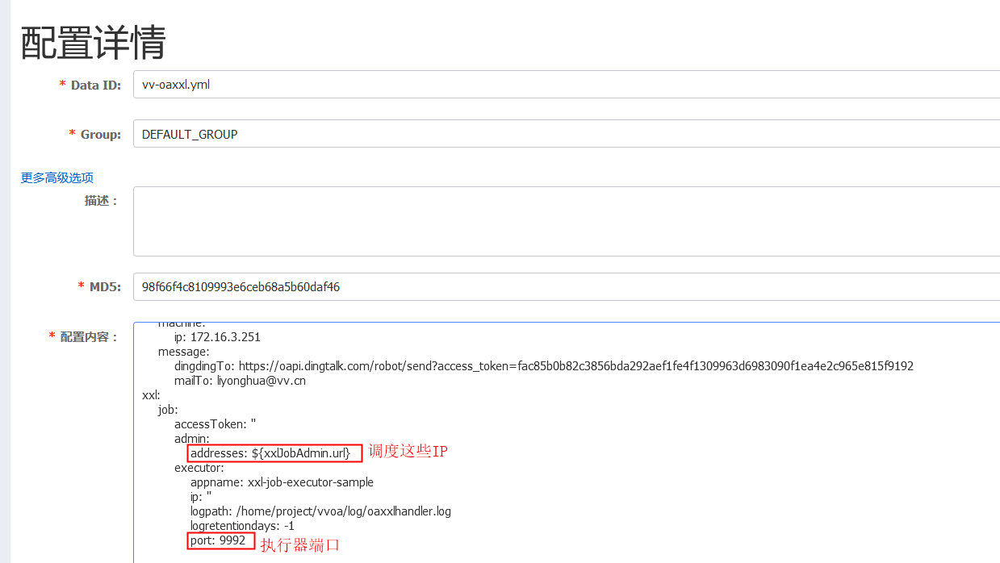 配置详情
* Data ID: vv-oaxxl.yml
* Group: DEFAULT_GROUP
更多高级选项
描述：
* MD5: 98f66f4c8109993e6ceb68a5b60daf46
* 配置内容：
machine:
ip: 172.16.3.251
message:
dingdingTo: https://oapi.dingtalk.com/robot/send?access_token=fac85b0b82c3856bda292aef1fe4f1309963d6983090f1ea4e2c965e815f9192
mailTo: liyonghua@vv.cn
xxl:
job:
accessToken: ''
admin:
addresses: ${xxlJobAdmin.url} 调度这些IP
executor:
appname: xxl-job-executor-sample
ip: ''
logpath: /home/project/vvoa/log/oaxxlhandler.log
logretentiondays: -1
port: 9992 执行器端口